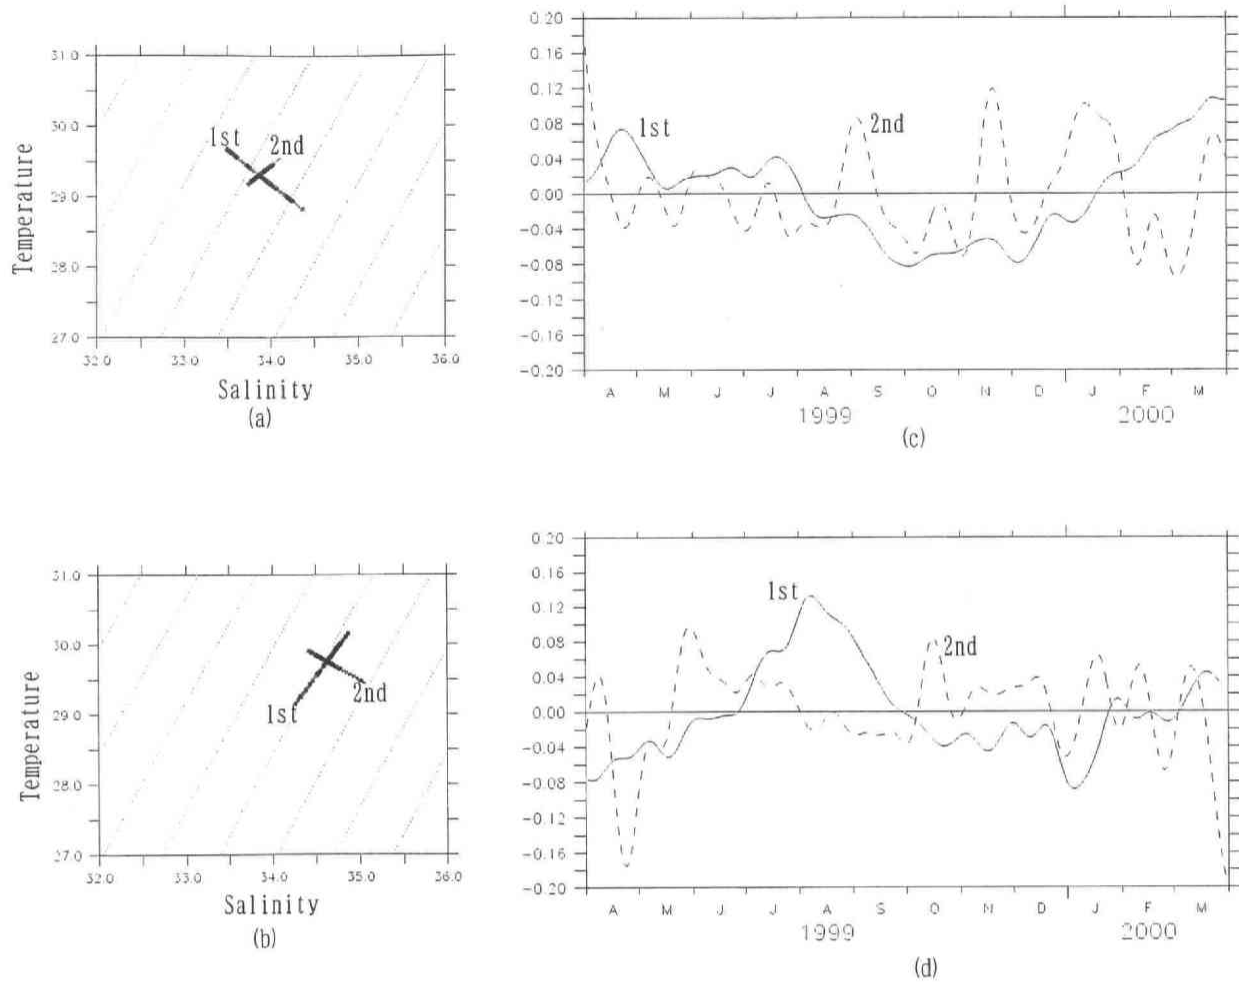 31.0
30.0
29.0
28.0
27.0
Temperature
1st
2nd
32.0 33.0 34.0 35.0 36.0
Salinity
(a)
0.20
0.16
0.12
0.08
0.04
0.00
-0.04
-0.08
-0.12
-0.16
-0.20
1st
2nd
A M J J A S O N D J F M
1999 2000
(c)
31.0
30.0
29.0
28.0
27.0
Temperature
1st
2nd
32.0 33.0 34.0 35.0 36.0
Salinity
(b)
0.20
0.16
0.12
0.08
0.04
0.00
-0.04
-0.08
-0.12
-0.16
-0.20
1st
2nd
A M J J A S O N D J F M
1999 2000
(d)